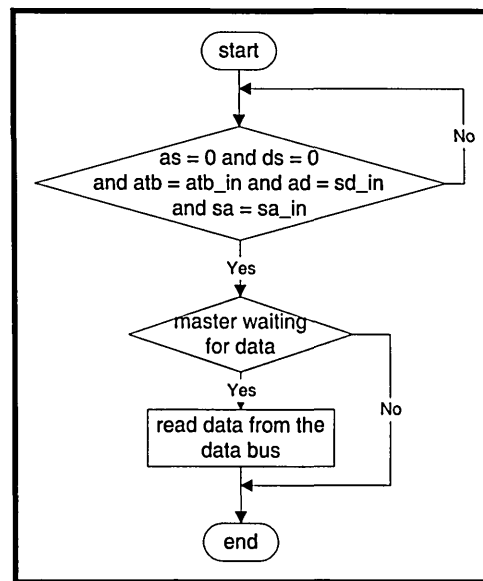 start
No
as = 0 and ds = 0
and atb = atb_in and ad = sd_in
and sa = sa_in
Yes
master waiting
for data
Yes
No
read data from the
data bus
end